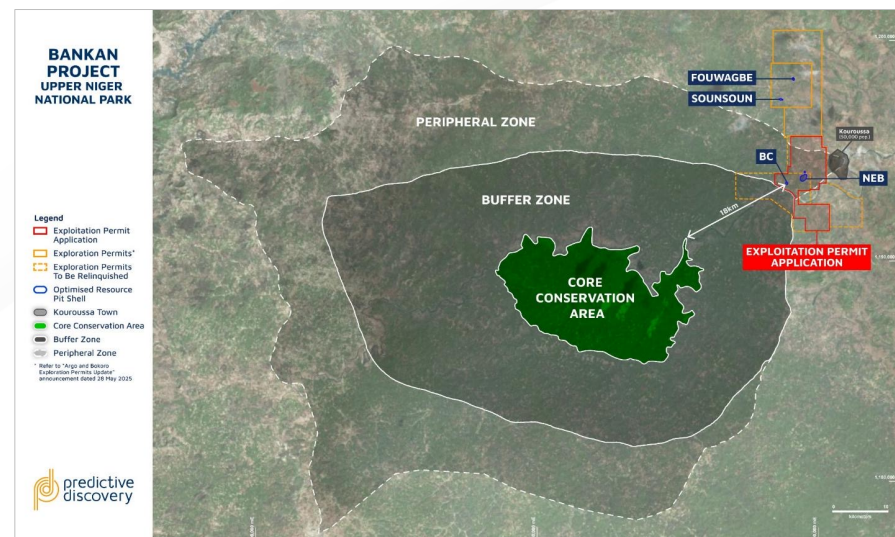 BANKAN
PROJECT
UPPER NIGER
NATIONAL PARK
Legend
Exploitation Permit
Application
Exploration Permits*
Exploration Permits
To Be Relinquished
Optimised Resource
Pit Shell
Kouroussa Town
Core Conservation Area
Buffer Zone
Peripheral Zone
* Refer to "Argo and Bokoro
Exploration Permits Update"
announcement dated 28 May 2025
predictive
discovery
PERIPHERAL ZONE
BUFFER ZONE
CORE
CONSERVATION
AREA
18km
FOUWAGBE
SOUNSOUN
Kouroussa
(50,000 pop.)
BC
NEB
EXPLOITATION PERMIT
APPLICATION